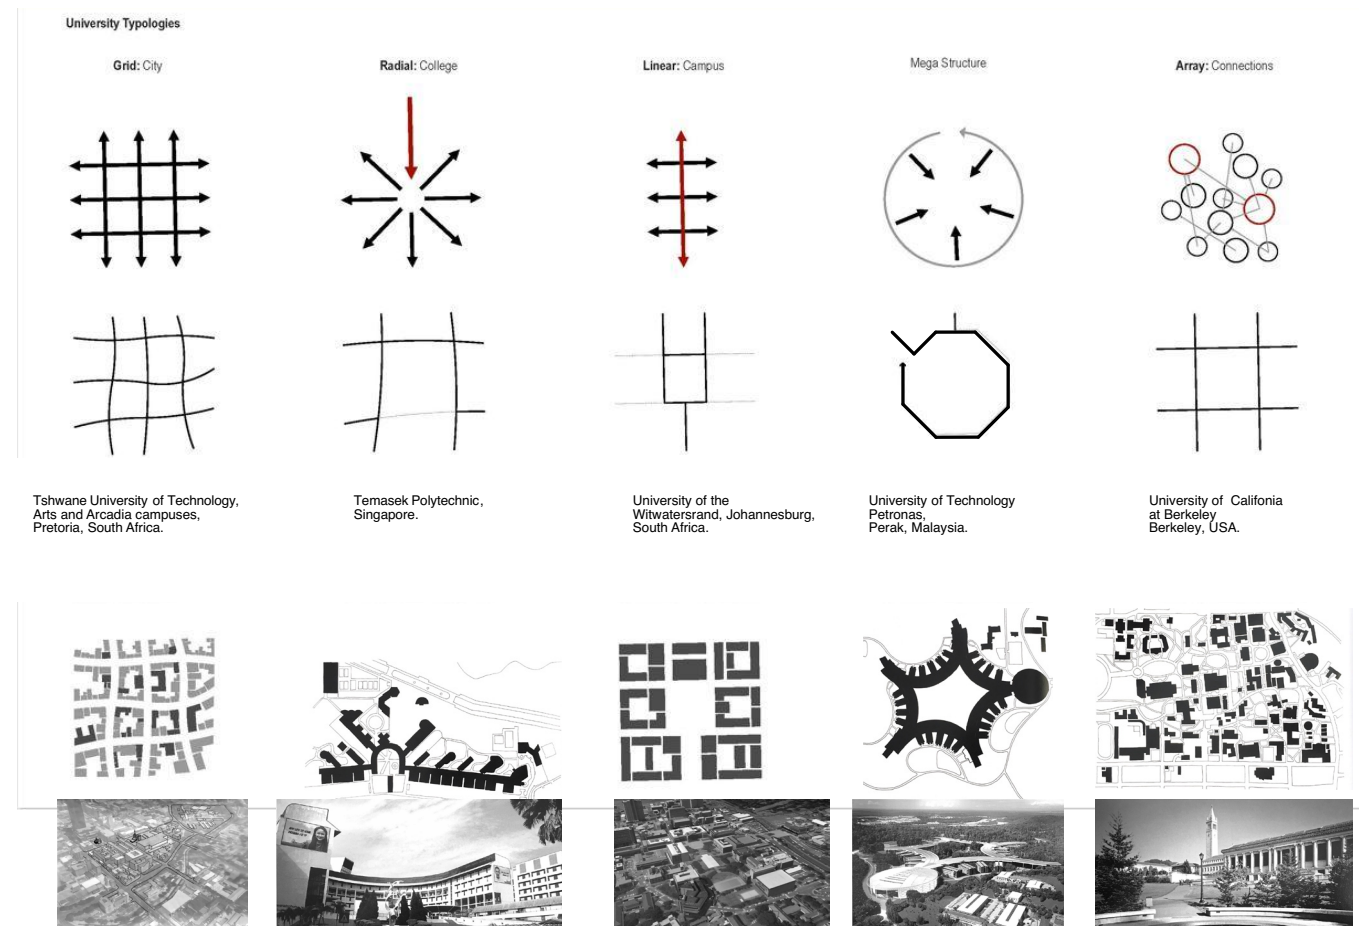 University Typologies
Grid: City
Radial: College
Linear: Campus
Mega Structure
Array: Connections
Tshwane University of Technology,
Arts and Arcadia campuses,
Pretoria, South Africa.
Temasek Polytechnic,
Singapore.
University of the
Witwatersrand, Johannesburg,
South Africa.
University of Technology
Petronas,
Perak, Malaysia.
University of Califonia
at Berkeley
Berkeley, USA.